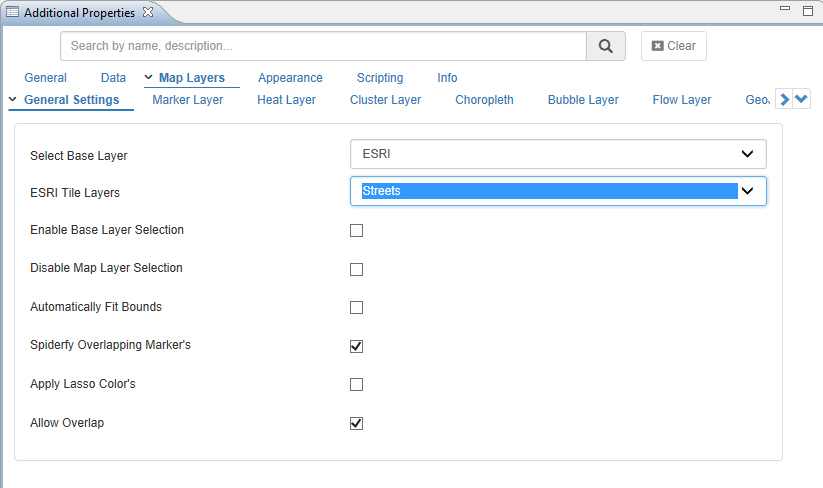 Additional Properties
Search by name, description...
Clear
General Data Map Layers Appearance Scripting Info
General Settings Marker Layer Heat Layer Cluster Layer Choropleth Bubble Layer Flow Layer
Select Base Layer ESRI
ESRI Tile Layers Streets
Enable Base Layer Selection
Disable Map Layer Selection
Automatically Fit Bounds
Spiderfy Overlapping Marker's
Apply Lasso Color's
Allow Overlap